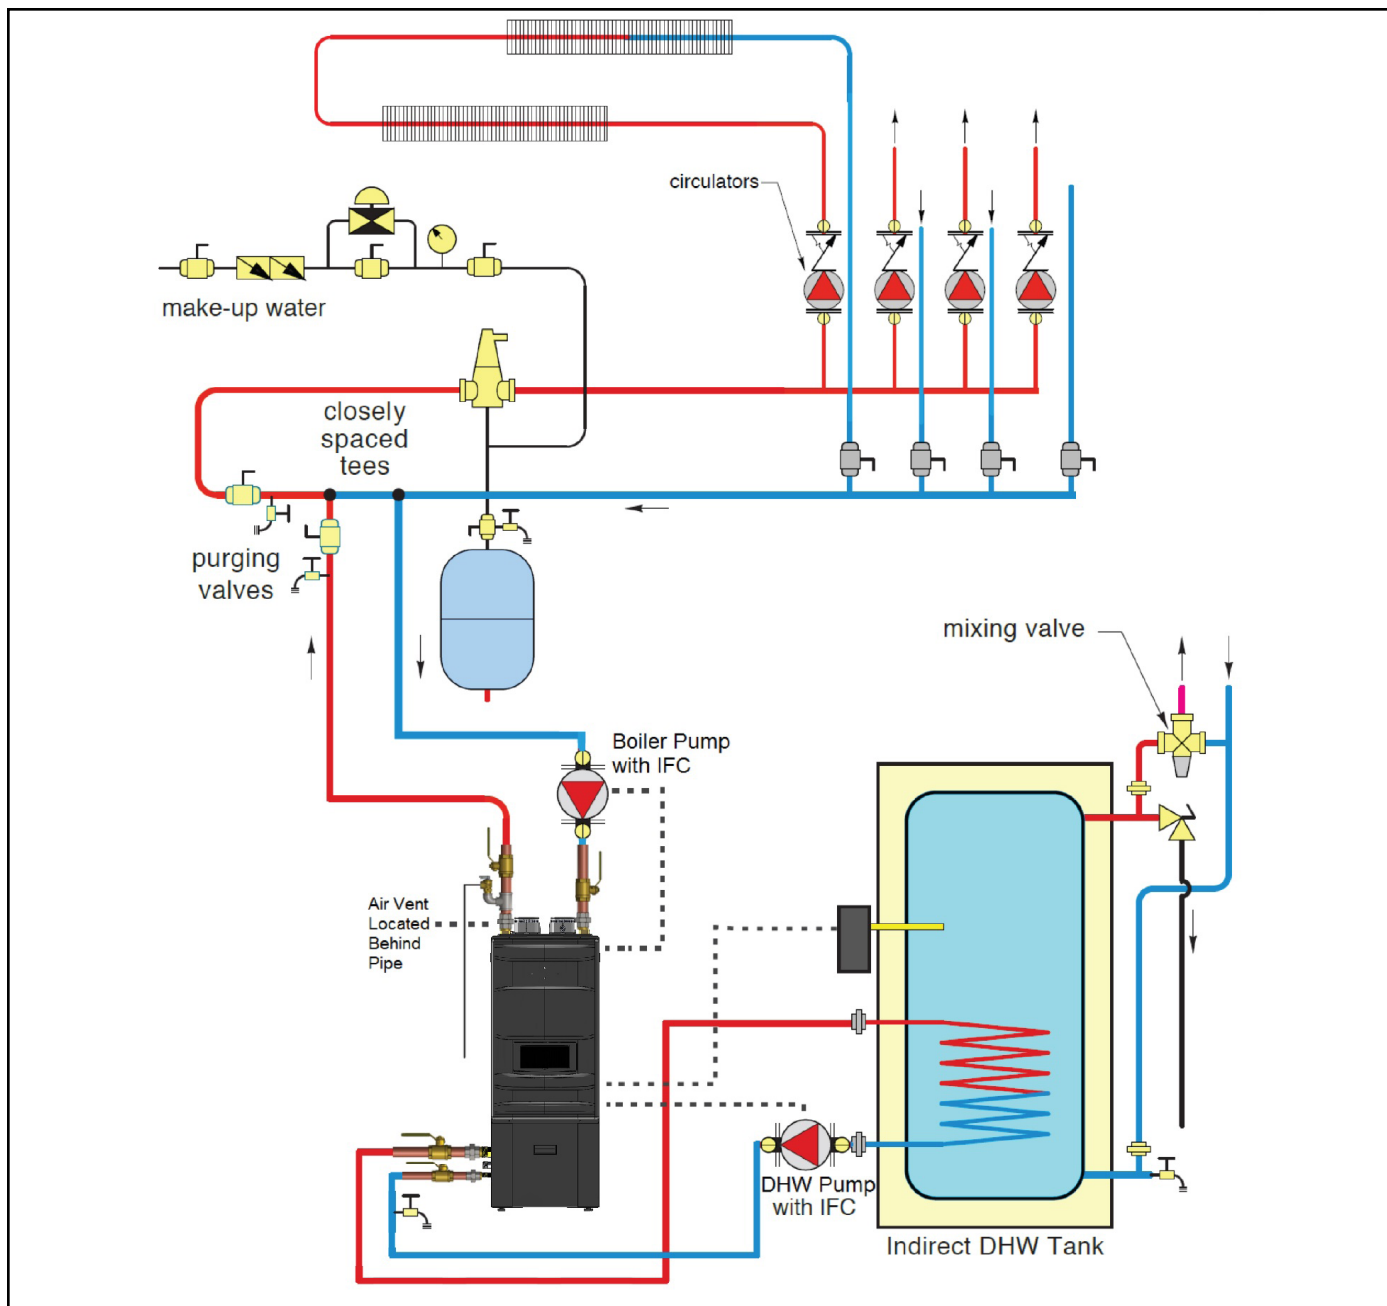 circulators
make-up water
closely
spaced
tees
purging
valves
mixing valve
Boiler Pump
with IFC
Air Vent
Located
Behind
Pipe
DHW Pump
with IFC
Indirect DHW Tank